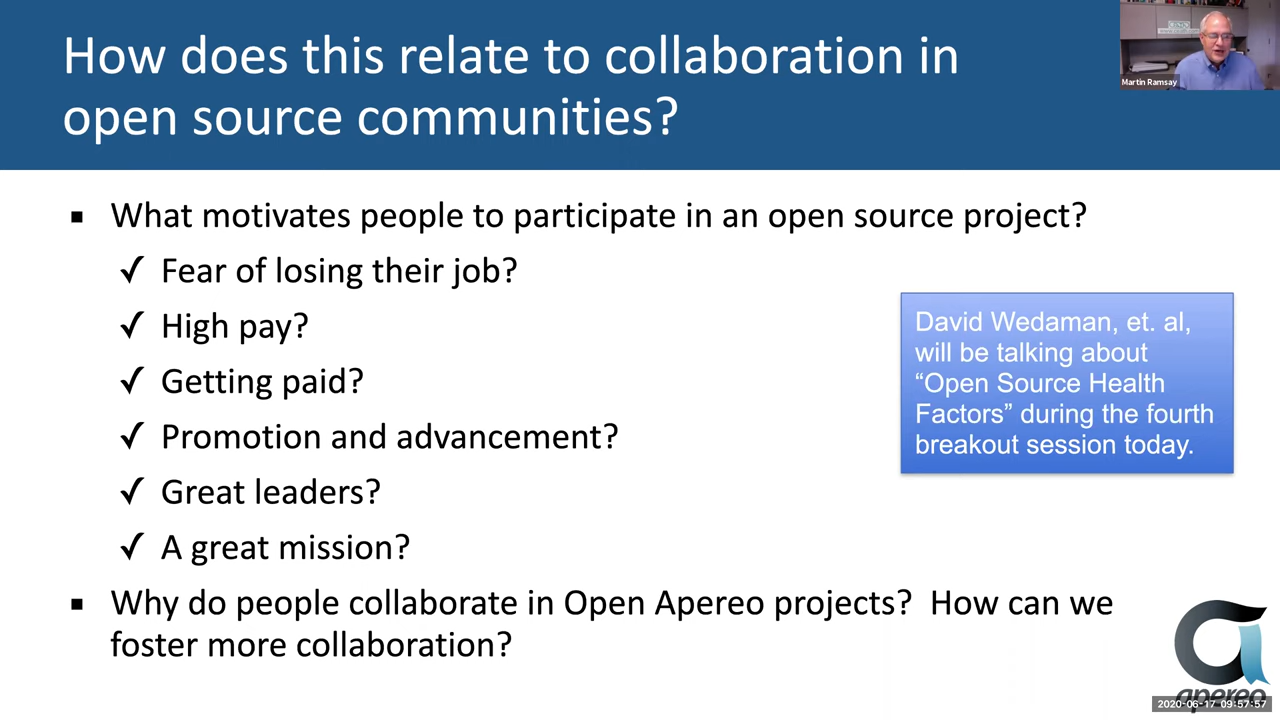 How does this relate to collaboration in
open source communities?
Martin Ramsay
▪ What motivates people to participate in an open source project?
✓ Fear of losing their job?
✓ High pay?
✓ Getting paid?
✓ Promotion and advancement?
✓ Great leaders?
✓ A great mission?
David Wedaman, et. al,
will be talking about
“Open Source Health
Factors” during the fourth
breakout session today.
▪ Why do people collaborate in Open Apereo projects?  How can we
foster more collaboration?
apereo
2020-06-17 09:57:57